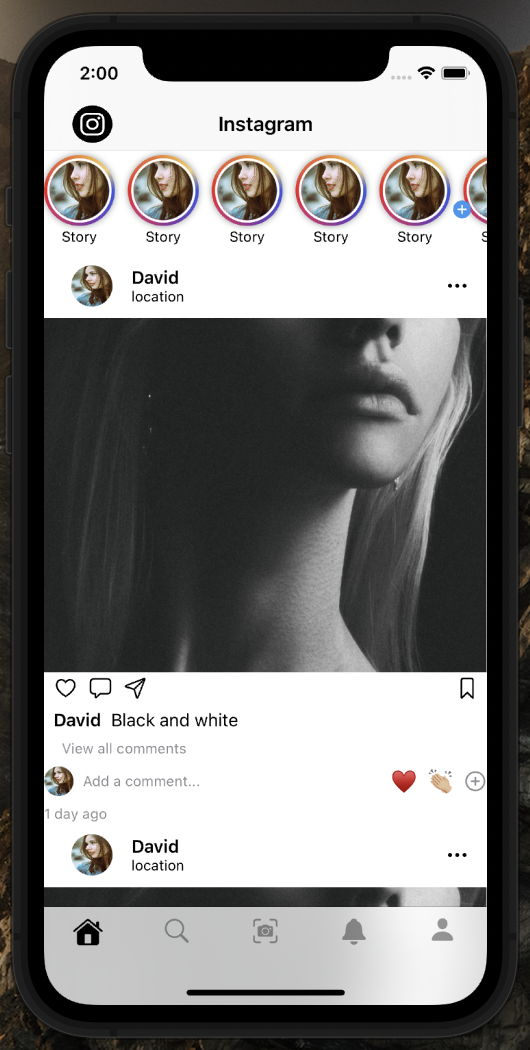 2:00
Instagram
Story Story Story Story Story S
David
location
David Black and white
View all comments
Add a comment...
1 day ago
David
location